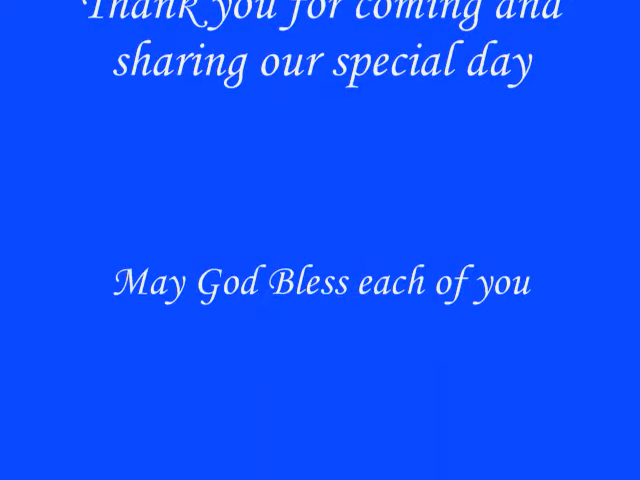 Thank you for coming and
sharing our special day
May God Bless each of you